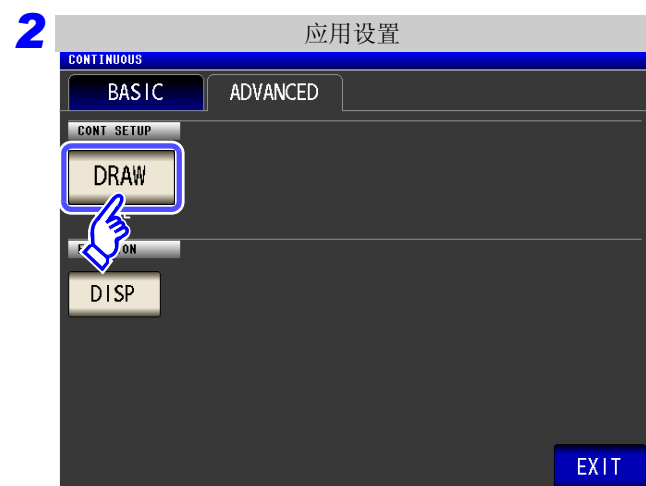 2
应用设置
CONTINUOUS
BASIC
ADVANCED
CONT SETUP
DRAW
DISP
EXIT